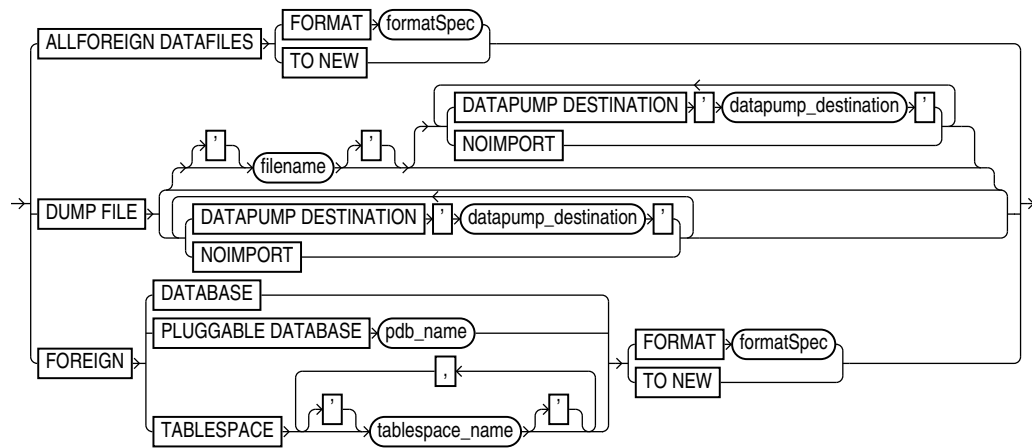 FORMAT formatSpec
ALLFOREIGN DATAFILES
TO NEW
DATAPUMP DESTINATION ' datapump_destination '
NOIMPORT
' filename '
DUMP FILE
DATAPUMP DESTINATION ' datapump_destination '
NOIMPORT
DATABASE
PLUGGABLE DATABASE pdb_name
FORMAT formatSpec
FOREIGN
TO NEW
,
TABLESPACE ' tablespace_name '